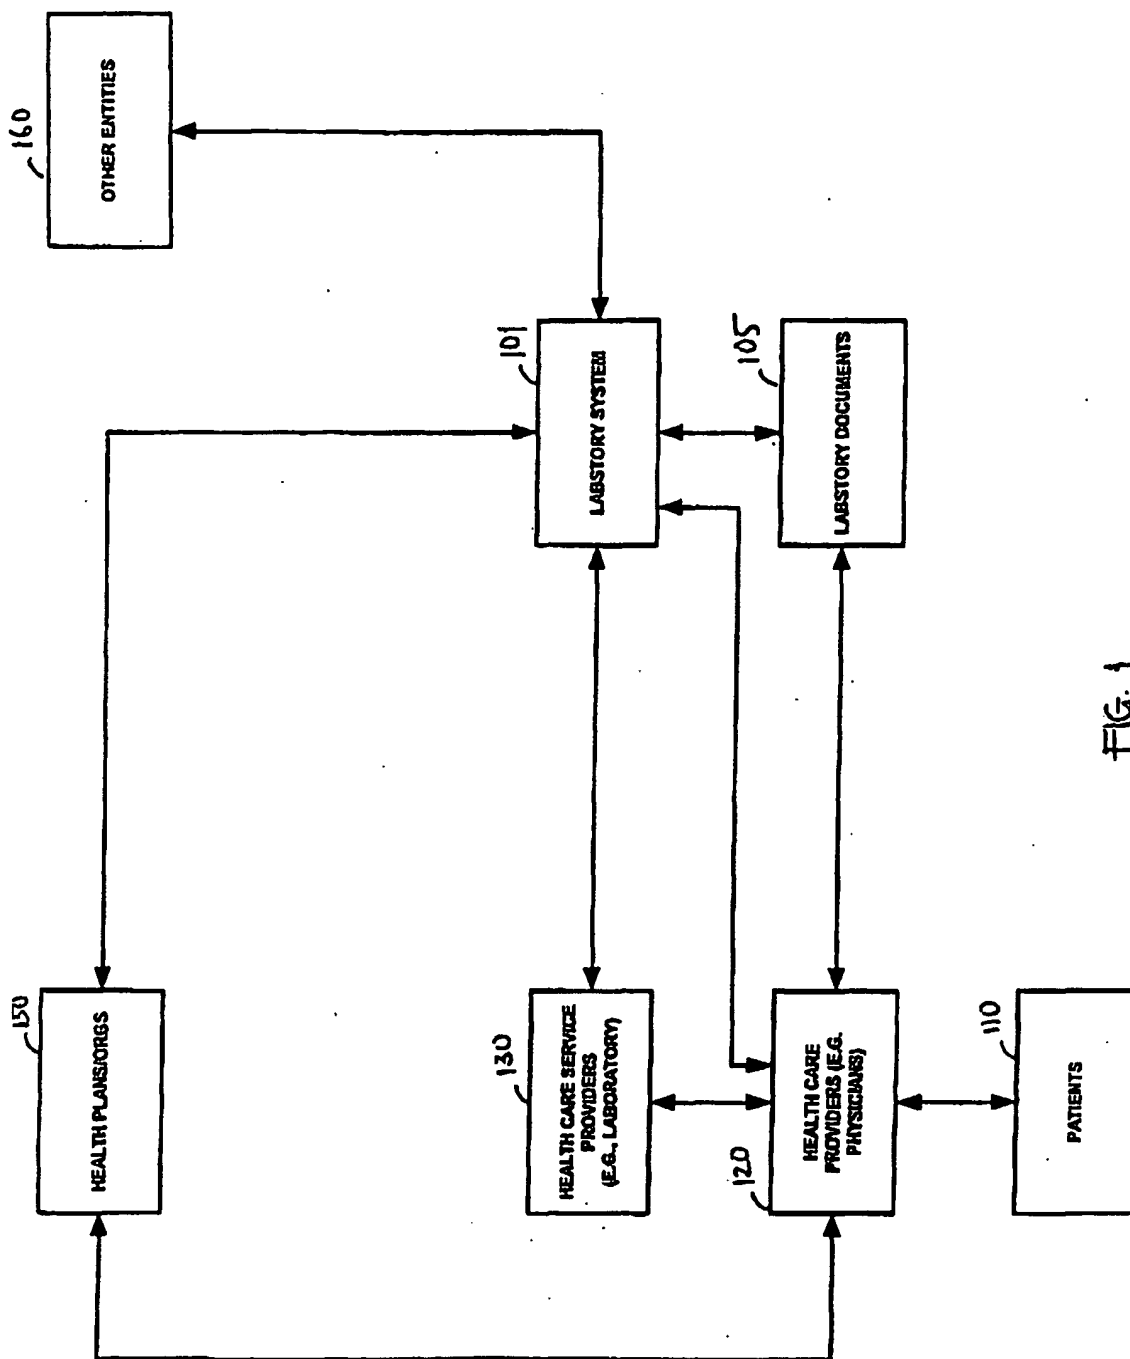 150
HEALTH PLANS/ORGS
160
OTHER ENTITIES
130
HEALTH CARE SERVICE
PROVIDERS
(E.G., LABORATORY)
101
LABSTORY SYSTEM
120
HEALTH CARE
PROVIDERS (E.G.
PHYSICIANS)
105
LABSTORY DOCUMENTS
110
PATIENTS
FIG. 1